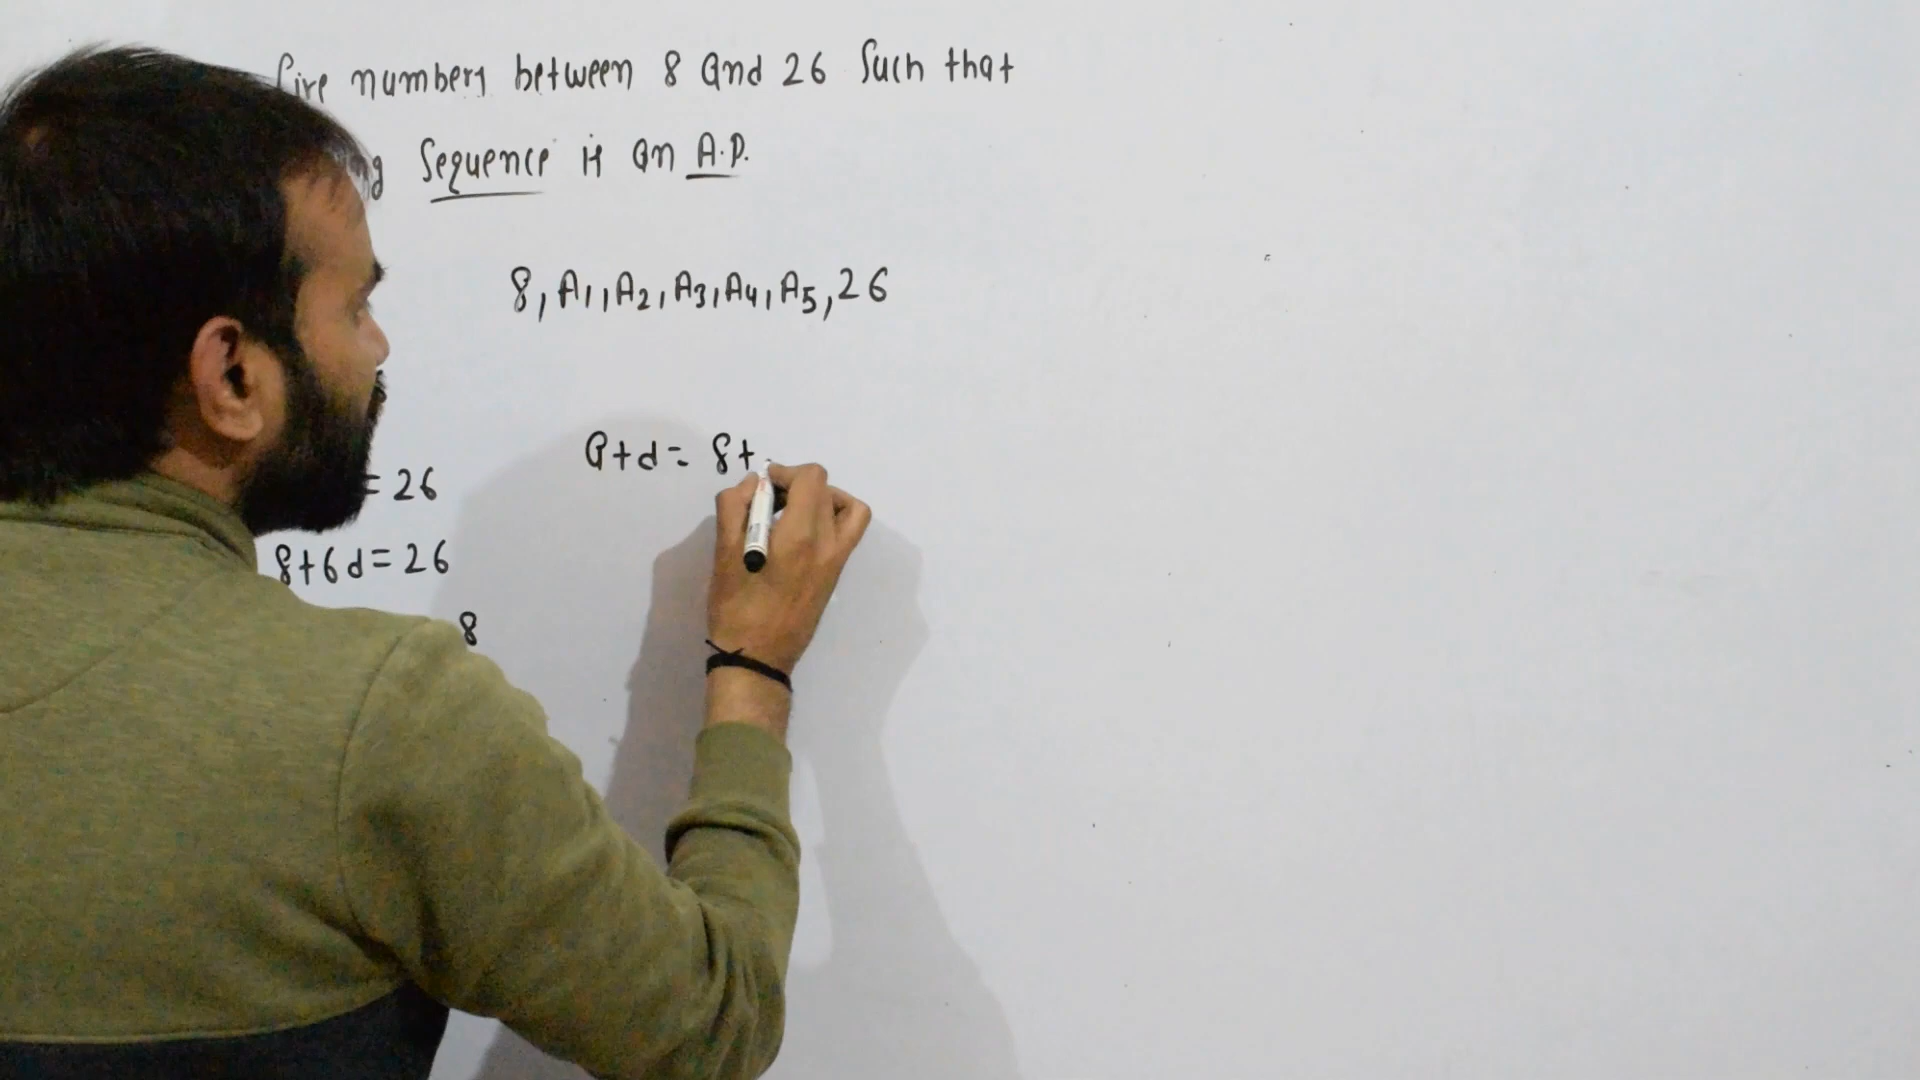 five numbers between 8 and 26 Such that
Sequence is an A.P.
8, A1, A2, A3, A4, A5, 26
a+d= 8+
= 26
8+6d=26
8